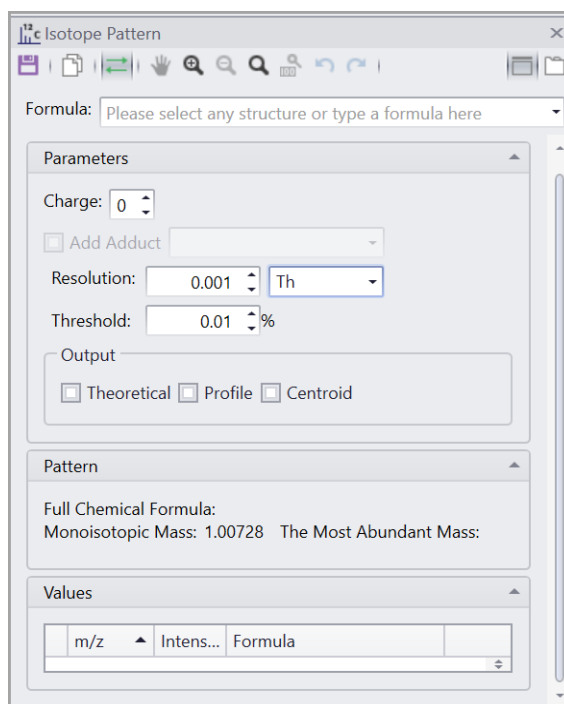 12 c Isotope Pattern
Formula: Please select any structure or type a formula here
Parameters
Charge: 0
Add Adduct
Resolution: 0.001 Th
Threshold: 0.01 %
Output
Theoretical Profile Centroid
Pattern
Full Chemical Formula:
Monoisotopic Mass: 1.00728 The Most Abundant Mass:
Values
m/z Intens... Formula